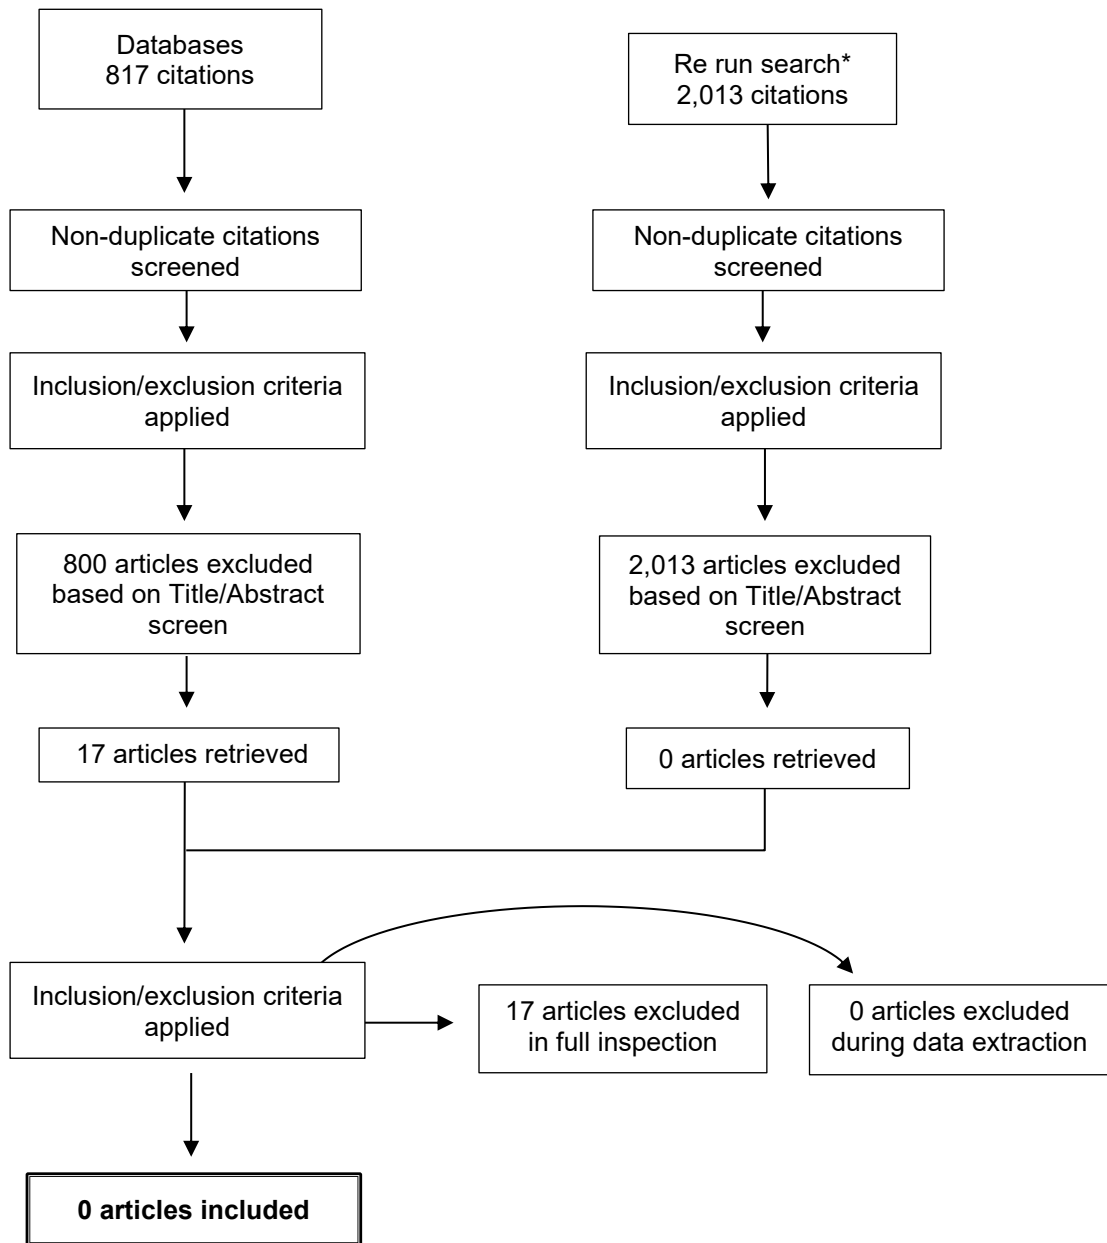 Databases
817 citations
Re run search*
2,013 citations
Non-duplicate citations
screened
Non-duplicate citations
screened
Inclusion/exclusion criteria
applied
Inclusion/exclusion criteria
applied
800 articles excluded
based on Title/Abstract
screen
2,013 articles excluded
based on Title/Abstract
screen
17 articles retrieved
0 articles retrieved
Inclusion/exclusion criteria
applied
17 articles excluded
in full inspection
0 articles excluded
during data extraction
0 articles included